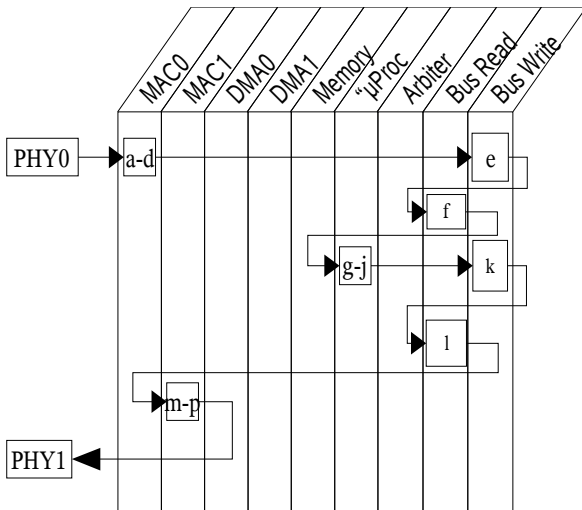 MAC0
MAC1
DMA0
DMA1
Memory
“µProc
Arbiter
Bus Read
Bus Write
PHY0
a-d
e
f
g-j
k
l
m-p
PHY1